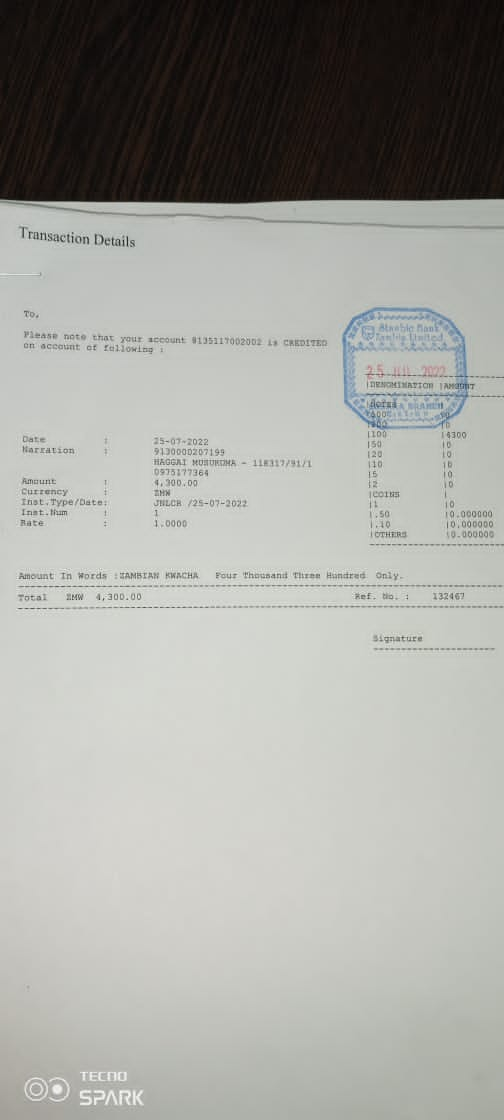 Transaction Details
To,
Please note that your account 8135117002002 is CREDITED
on account of following :
Stanbic Bank
Zambia Limited
25 JUL 2022
|DENOMINATION |AMOUNT
|NOTES |
BRANCH
|500 |0
|200 |0
Date : 25-07-2022 |100 |4300
Narration : 9130000207199 |50 |0
HAGGAI MUSUKUMA - 118317/91/1 |20 |0
0975177364 |10 |0
Amount : 4,300.00 |5 |0
Currency : ZMW |2 |0
Inst.Type/Date: JNLCR /25-07-2022 |COINS |
Inst.Num : 1 |1 |0
Rate : 1.0000 |.50 |0.000000
|.10 |0.000000
|OTHERS |0.000000
Amount In Words :ZAMBIAN KWACHA Four Thousand Three Hundred Only.
Total ZMW 4,300.00 Ref. No. : 132467
Signature
TECNO
SPARK